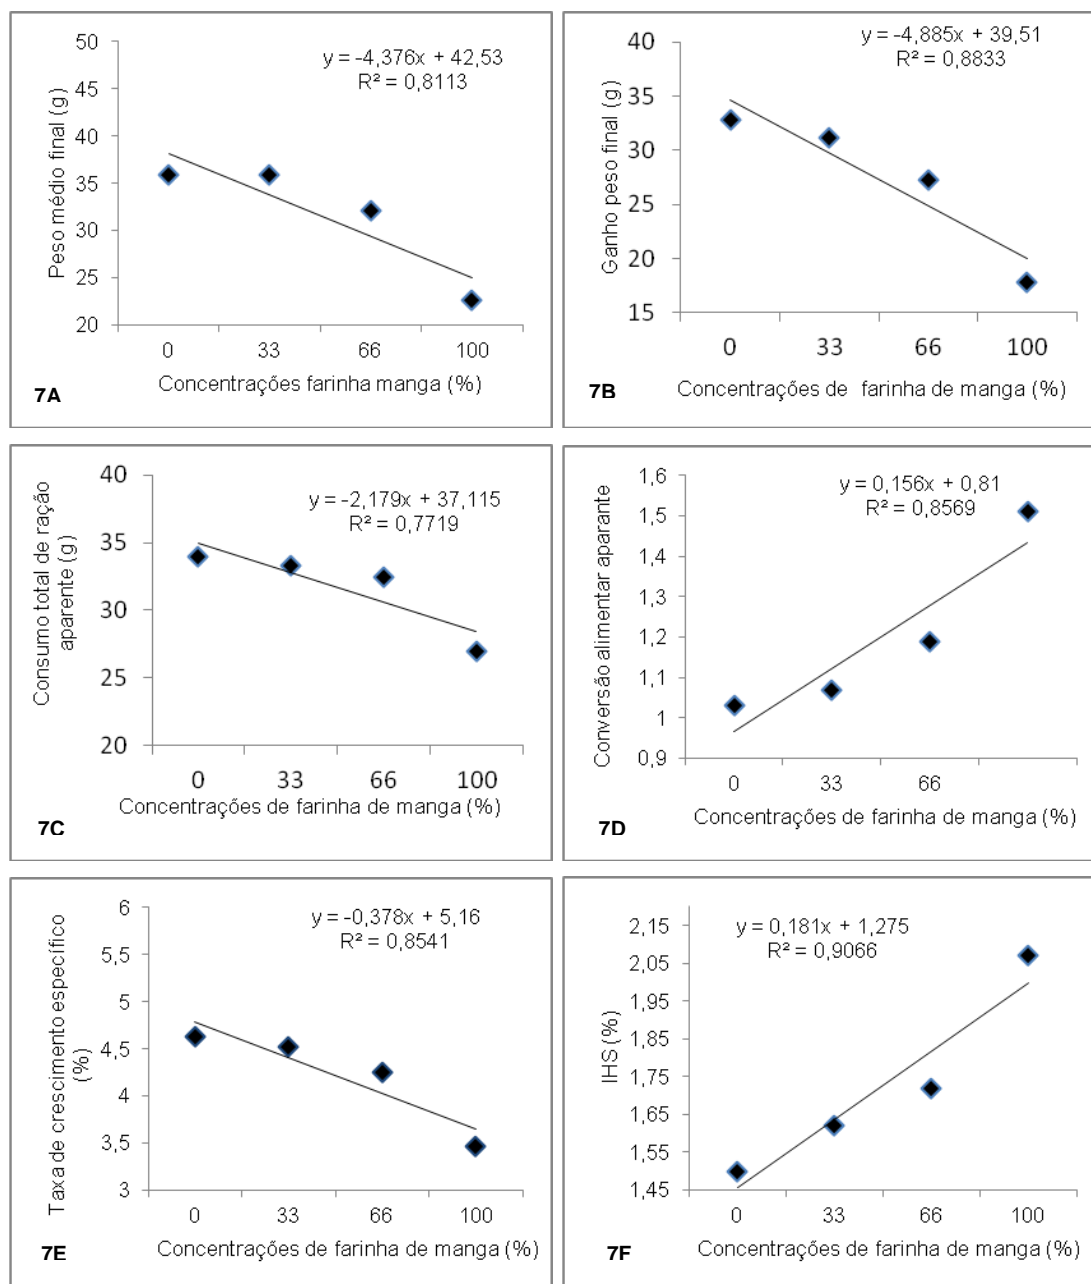 y = -4,376x + 42,53
R² = 0,8113
Peso médio final (g)
50
45
40
35
30
25
20
0 33 66 100
Concentrações farinha manga (%)
7A
y = -4,885x + 39,51
R² = 0,8833
Ganho peso final (g)
40
35
30
25
20
15
0 33 66 100
Concentrações de farinha de manga (%)
7B
y = -2,179x + 37,115
R² = 0,7719
Consumo total de ração
aparente (g)
40
35
30
25
20
0 33 66 100
Concentrações de farinha de manga (%)
7C
y = 0,156x + 0,81
R² = 0,8569
Conversão alimentar aparante
1,6
1,5
1,4
1,3
1,2
1,1
1
0,9
0 33 66
Concentrações de farinha de manga (%)
7D
y = -0,378x + 5,16
R² = 0,8541
Taxa de crescimento específico
(%)
6
5,5
5
4,5
4
3,5
3
0 33 66 100
Concentrações de farinha de manga (%)
7E
y = 0,181x + 1,275
R² = 0,9066
IHS (%)
2,15
2,05
1,95
1,85
1,75
1,65
1,55
1,45
0 33 66 100
Concentrações de farinha de manga (%)
7F